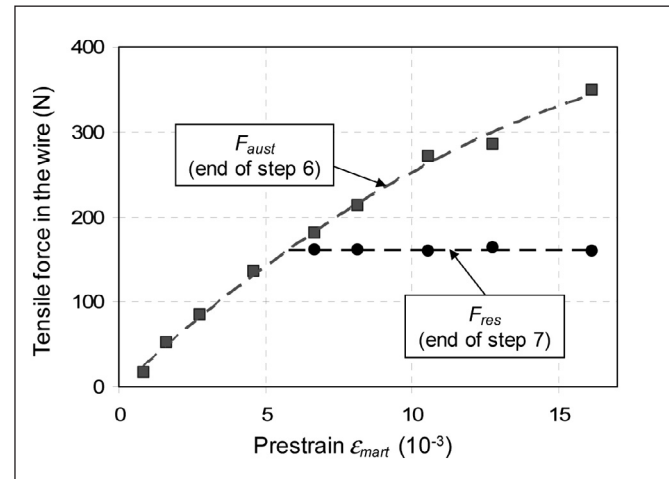 400
300
200
100
0
Tensile force in the wire (N)
F_aust
(end of step 6)
F_res
(end of step 7)
0 5 10 15
Prestrain ε_mart (10⁻³)